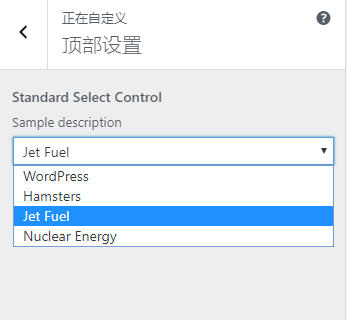 正在自定义
顶部设置
?
Standard Select Control
Sample description
Jet Fuel
WordPress
Hamsters
Jet Fuel
Nuclear Energy